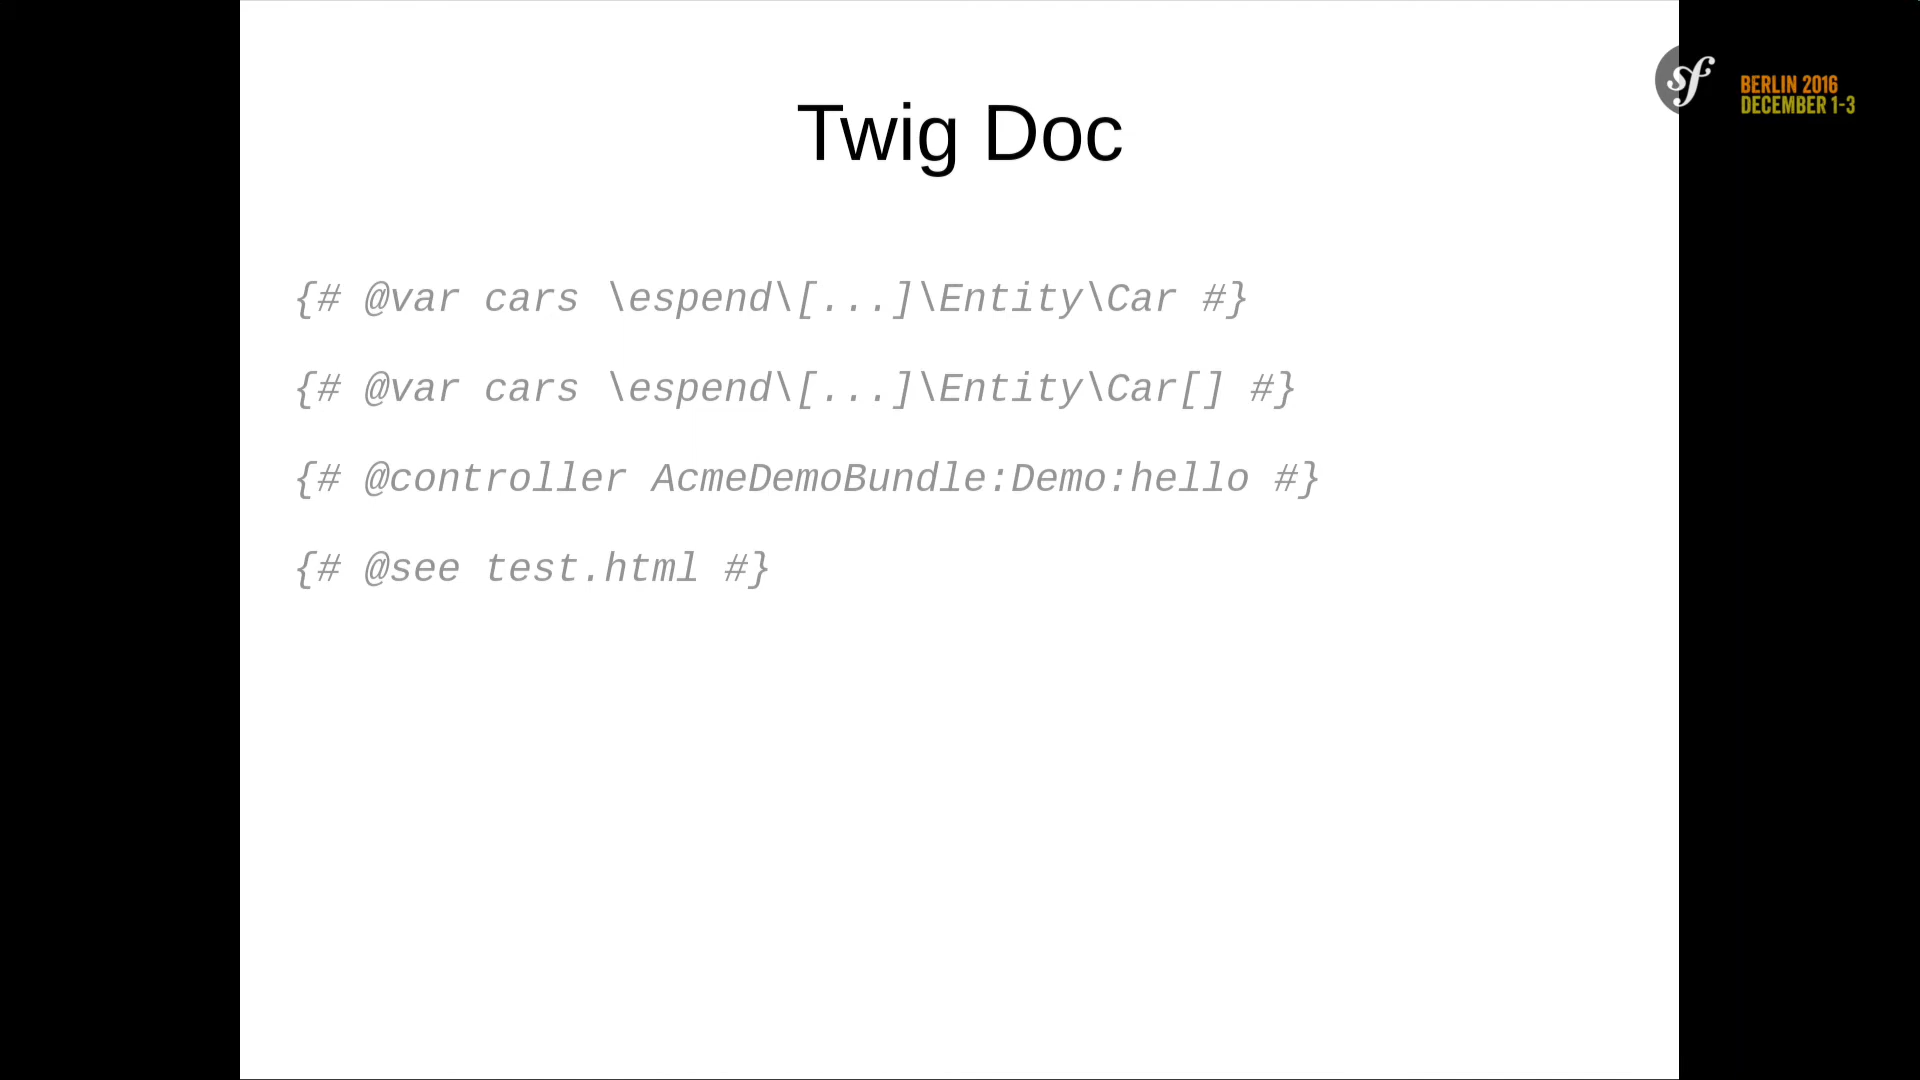 Twig Doc
sf
BERLIN 2016
DECEMBER 1-3
{# @var cars \espend\[...]\Entity\Car #}
{# @var cars \espend\[...]\Entity\Car[] #}
{# @controller AcmeDemoBundle:Demo:hello #}
{# @see test.html #}